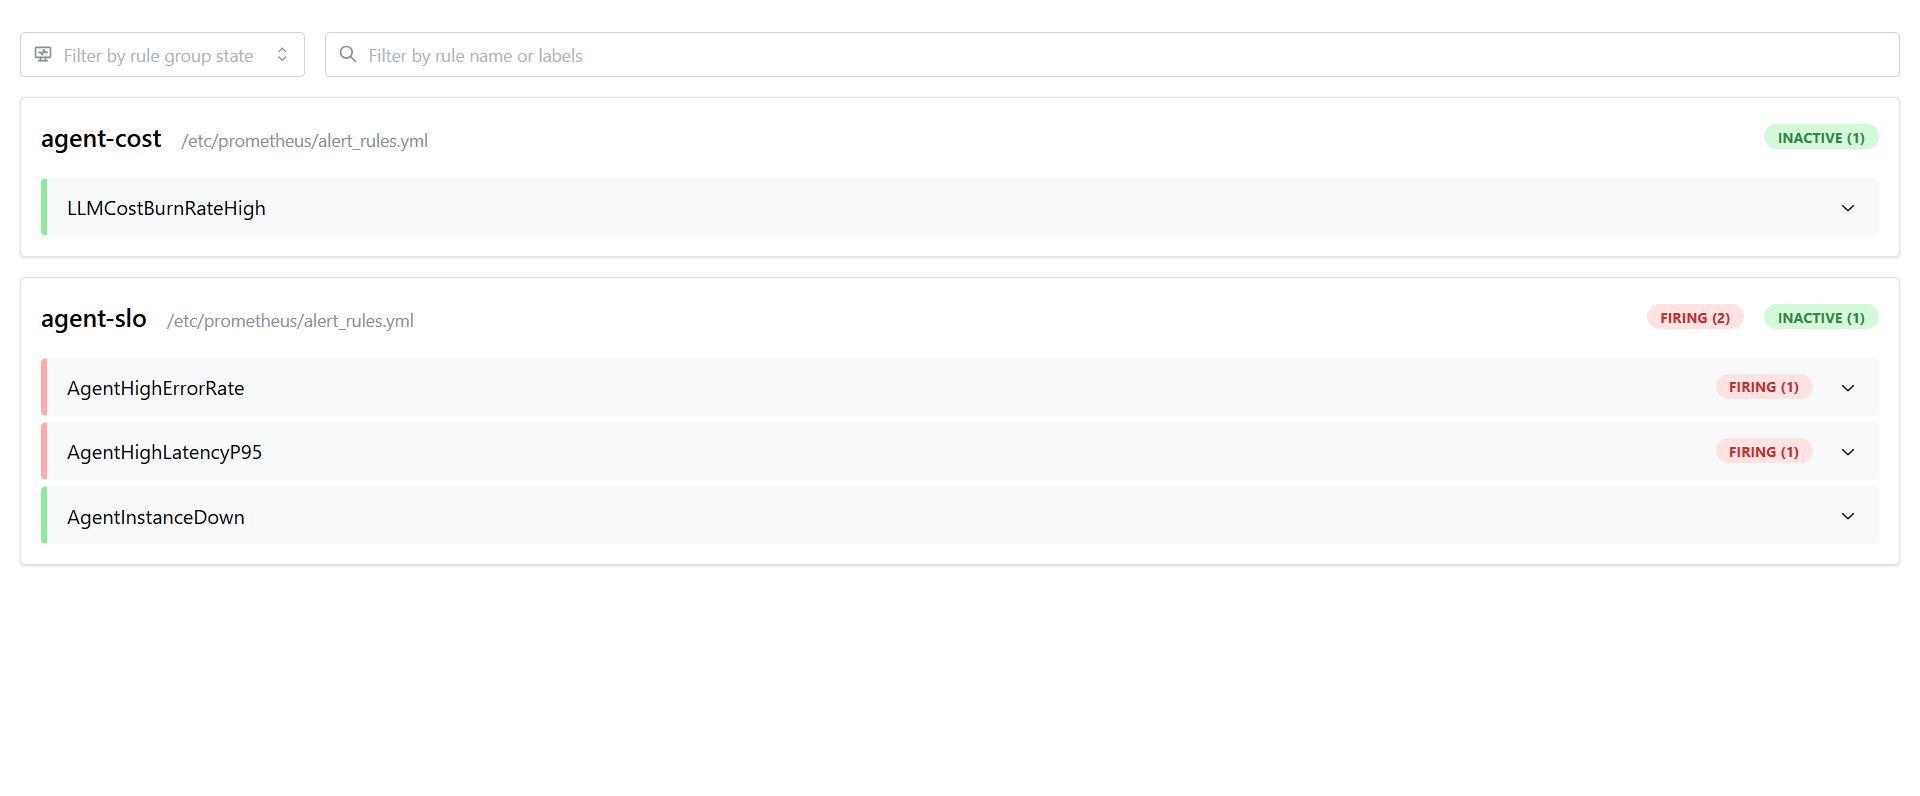 Filter by rule group state
Filter by rule name or labels
agent-cost /etc/prometheus/alert_rules.yml INACTIVE (1)
LLMCostBurnRateHigh
agent-slo /etc/prometheus/alert_rules.yml FIRING (2) INACTIVE (1)
AgentHighErrorRate FIRING (1)
AgentHighLatencyP95 FIRING (1)
AgentInstanceDown